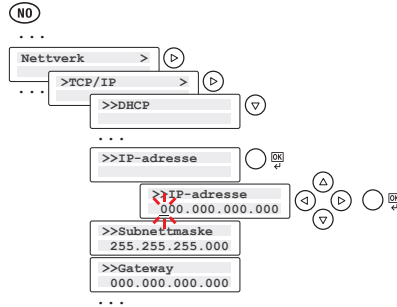 NO
...
Nettverk >
>TCP/IP >
...
>>DHCP
...
>>IP-adresse
OK
>>IP-adresse
000.000.000.000
OK
>>Subnettmaske
255.255.255.000
>>Gateway
000.000.000.000
...